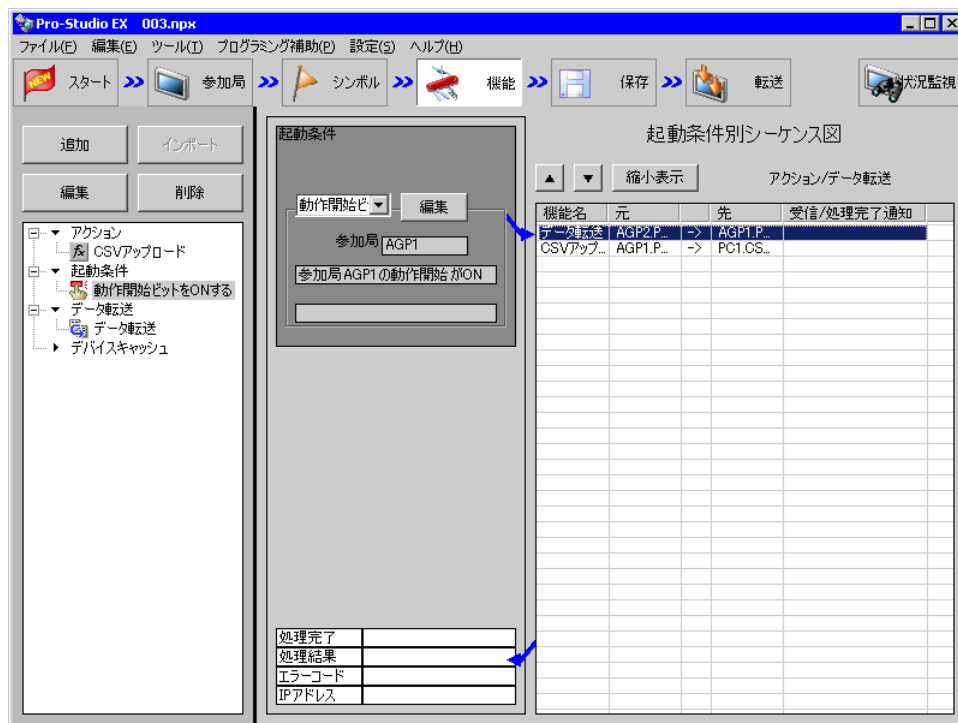 Pro-Studio EX 003.npx
ファイル(F) 編集(E) ツール(T) プログラミング補助(P) 設定(S) ヘルプ(H)
NEW スタート 参加局 シンボル 機能 保存 転送 状況監視
追加 インポート
編集 削除
アクション
fx CSVアップロード
起動条件
動作開始ビットをONする
データ転送
データ転送
デバイスキャッシュ
起動条件
動作開始ビ 編集
参加局 AGP1
参加局AGP1の動作開始がON
処理完了
処理結果
エラーコード
IPアドレス
起動条件別シーケンス図
縮小表示 アクション/データ転送
機能名 元 先 受信/処理完了通知
データ転送 AGP2.P... -> AGP1.P...
CSVアップ... AGP1.P... -> PC1.CS...